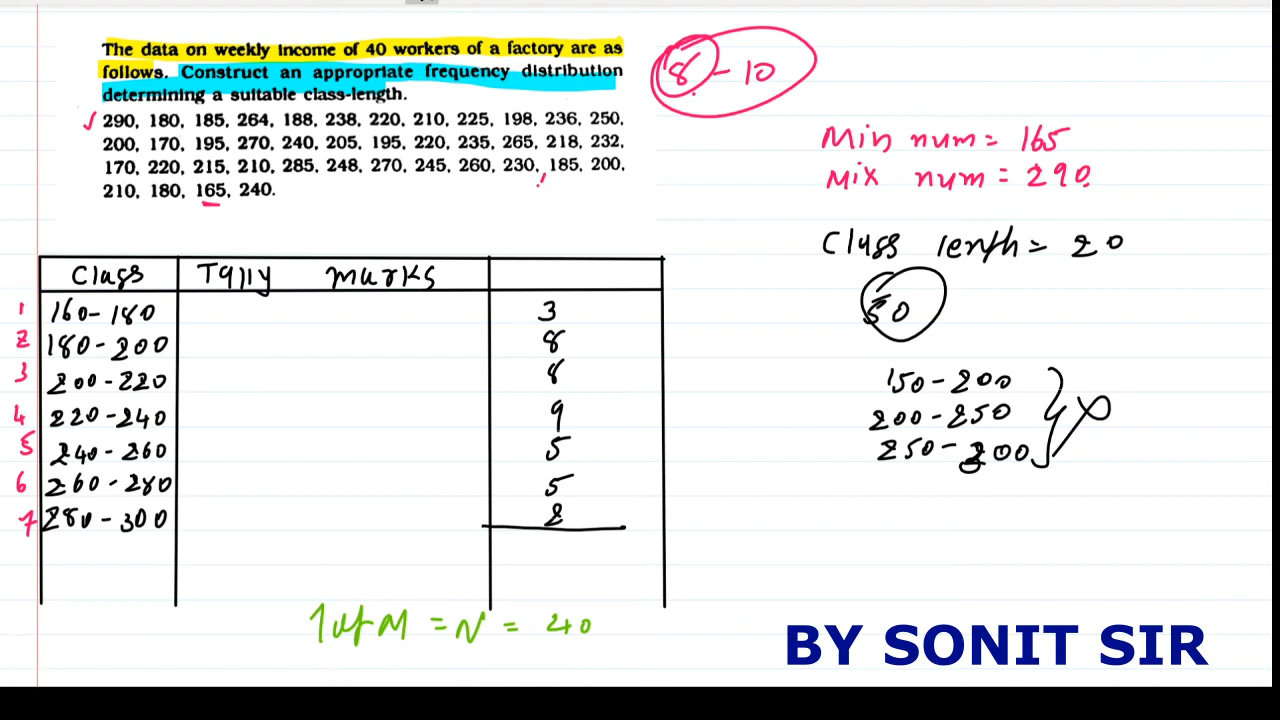 The data on weekly income of 40 workers of a factory are as
follows. Construct an appropriate frequency distribution
determining a suitable class-length.
290, 180, 185, 264, 188, 238, 220, 210, 225, 198, 236, 250,
200, 170, 195, 270, 240, 205, 195, 220, 235, 265, 218, 232,
170, 220, 215, 210, 285, 248, 270, 245, 260, 230, 185, 200,
210, 180, 165, 240.
8 - 10
Min num = 165
Mix num = 290
Class lenth = 20
50
150 - 200
200 - 250
250 - 300
Class Tally marks
1 160 - 180 3
2 180 - 200 8
3 200 - 220 8
4 220 - 240 9
5 240 - 260 5
6 260 - 280 5
7 280 - 300 2
= N = 40
BY SONIT SIR